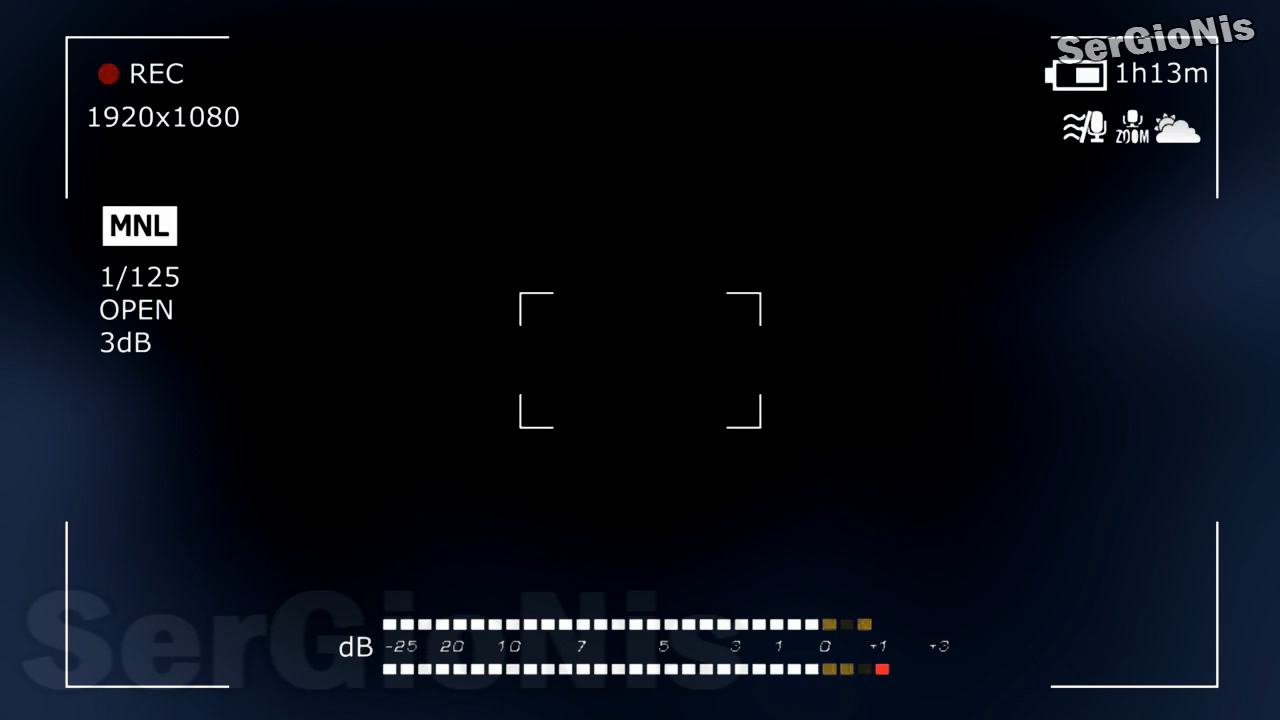 SerGioNis
REC
1h13m
1920x1080
ZOOM
MNL
1/125
OPEN
3dB
SerGioNis
dB -25 20 10 7 5 3 1 0 +1 +3